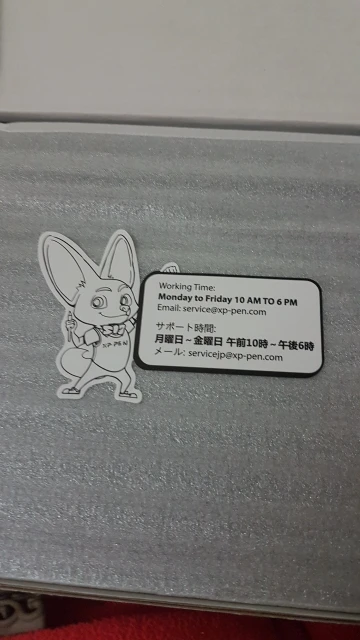 XP-PEN
Working Time:
Monday to Friday 10 AM TO 6 PM
Email: service@xp-pen.com
サポート時間:
月曜日～金曜日 午前10時～午後6時
メール: servicejp@xp-pen.com